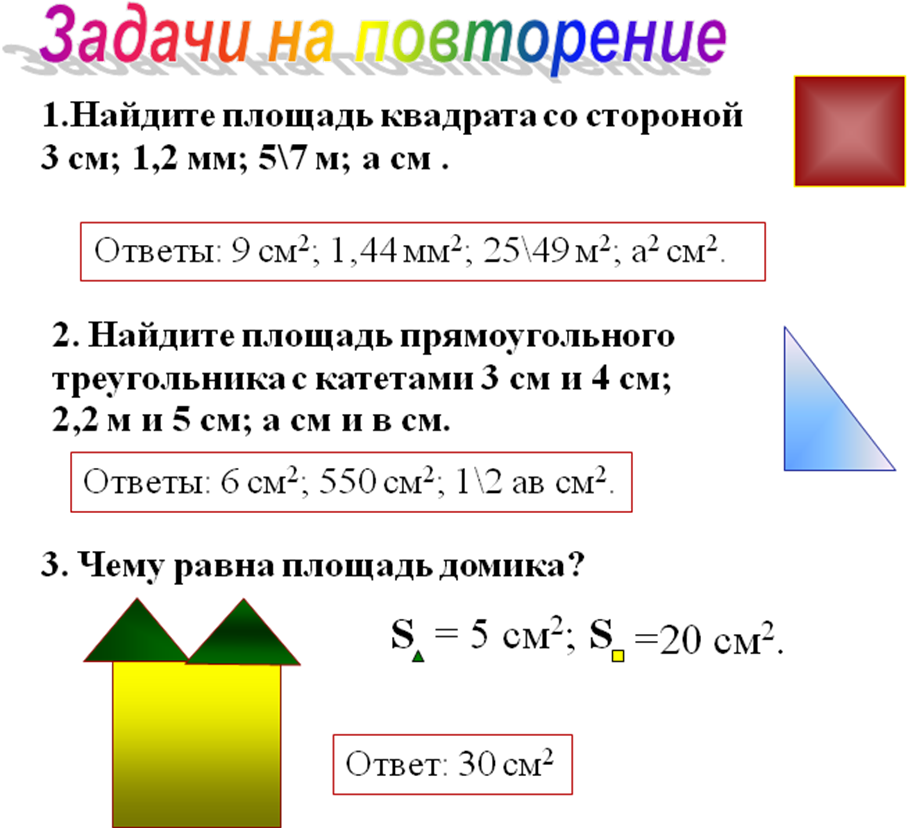 Задачи на повторение
1.Найдите площадь квадрата со стороной
3 см; 1,2 мм; 5\7 м; а см .
Ответы: 9 см²; 1,44 мм²; 25\49 м²; а² см².
2. Найдите площадь прямоугольного
треугольника с катетами 3 см и 4 см;
2,2 м и 5 см; а см и в см.
Ответы: 6 см²; 550 см²; 1\2 ав см².
3. Чему равна площадь домика?
S = 5 см²; S =20 см².
Ответ: 30 см²